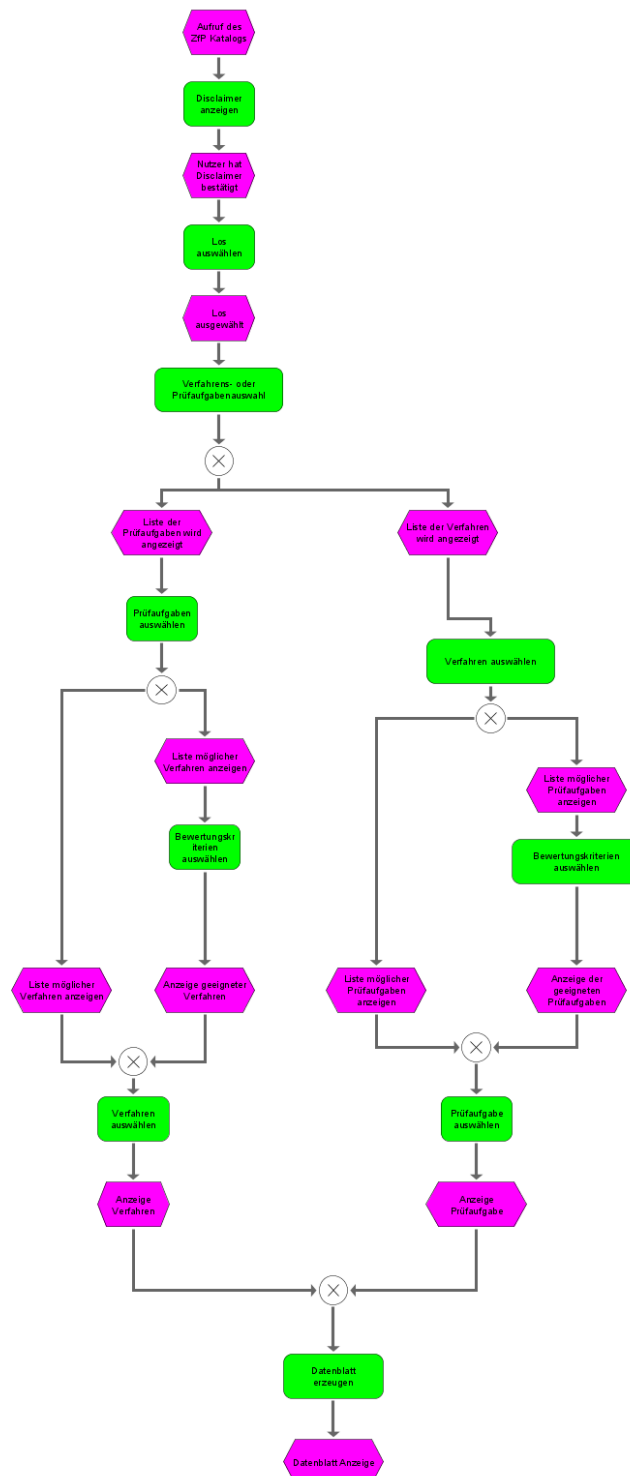 Aufruf des
ZfP Katalogs
Disclaimer
anzeigen
Nutzer hat
Disclaimer
bestätigt
Los
auswählen
Los
ausgewählt
Verfahrens- oder
Prüfaufgabenauswahl
Liste der
Prüfaufgaben wird
angezeigt
Liste der Verfahren
wird angezeigt
Prüfaufgaben
auswählen
Verfahren auswählen
Liste möglicher
Verfahren anzeigen
Liste möglicher
Prüfaufgaben
anzeigen
Bewertungskr
iterien
auswählen
Bewertungskriterien
auswählen
Liste möglicher
Verfahren anzeigen
Anzeige geeigneter
Verfahren
Liste möglicher
Prüfaufgaben
anzeigen
Anzeige der
geeigneten
Prüfaufgaben
Verfahren
auswählen
Prüfaufgabe
auswählen
Anzeige
Verfahren
Anzeige
Prüfaufgabe
Datenblatt
erzeugen
Datenblatt Anzeige